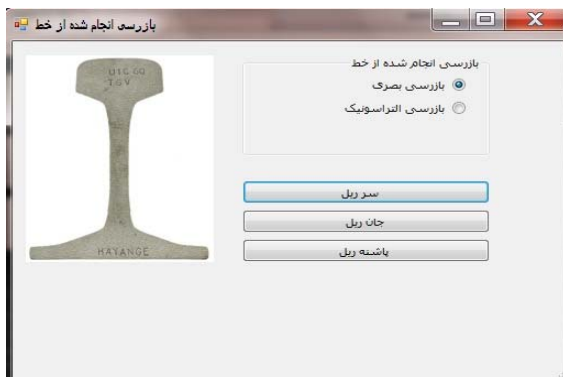 بازرسی انجام شده از خط
UIC 60
TGV
HAYANGE
بازرسی انجام شده از خط
بازرسی بصری
بازرسی التراسونیک
سر ریل
جان ریل
پاشنه ریل